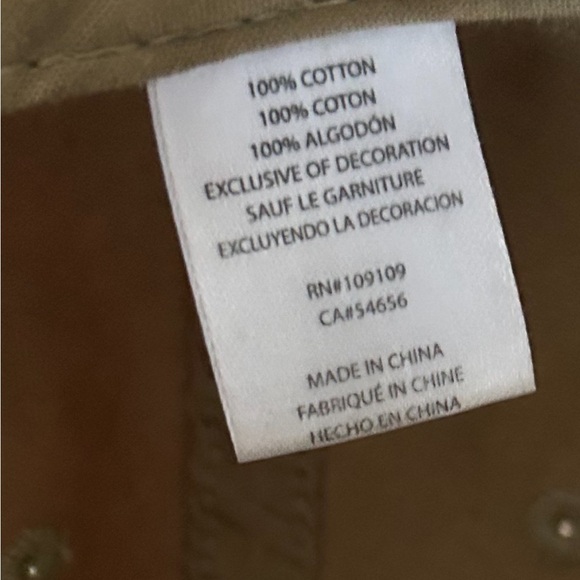 100% COTTON
100% COTON
100% ALGODÓN
EXCLUSIVE OF DECORATION
SAUF LE GARNITURE
EXCLUYENDO LA DECORACION
RN#109109
CA#54656
MADE IN CHINA
FABRIQUÉ IN CHINE
HECHO EN CHINA